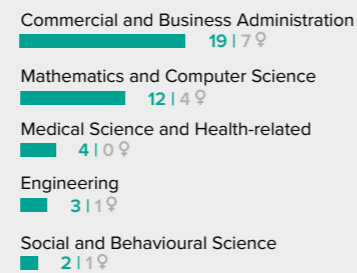 Commercial and Business Administration
19 | 7 ♀
Mathematics and Computer Science
12 | 4 ♀
Medical Science and Health-related
4 | 0 ♀
Engineering
3 | 1 ♀
Social and Behavioural Science
2 | 1 ♀